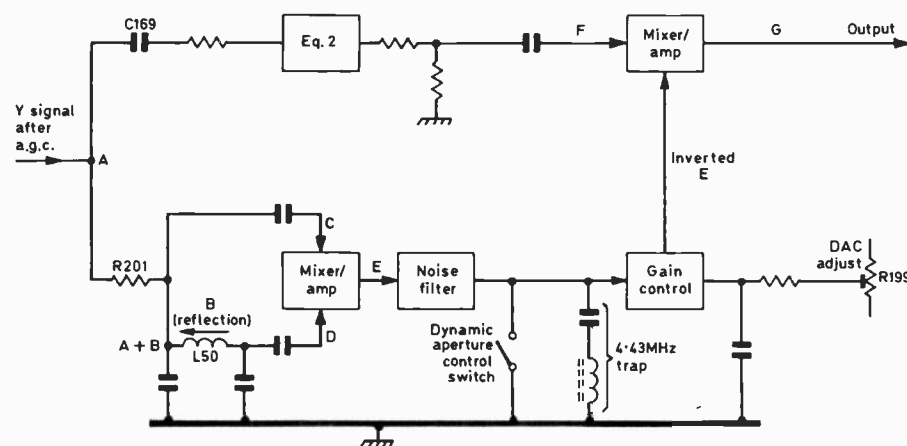 C169
Eq. 2
F
Mixer/
amp
G
Output
Y signal
after
a.g.c.
A
Inverted
E
C
R201
Mixer/
amp
E
Noise
filter
Gain
control
DAC
adjust
R199
B
(reflection)
D
A + B
L50
Dynamic
aperture
control
switch
4·43MHz
trap